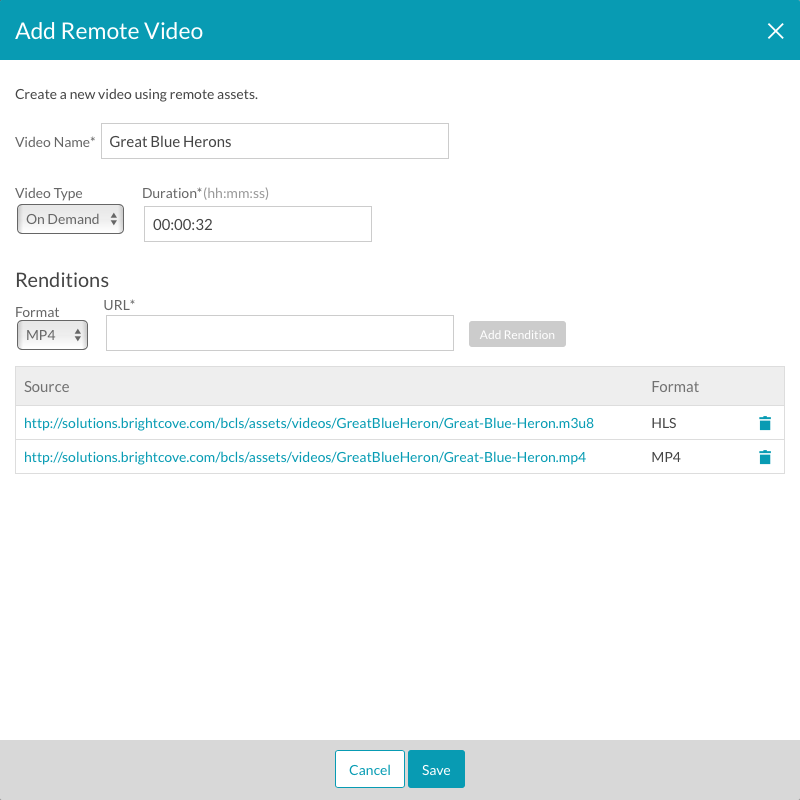 Add Remote Video
Create a new video using remote assets.
Video Name* Great Blue Herons
Video Type Duration*(hh:mm:ss)
On Demand 00:00:32
Renditions
Format URL*
MP4 Add Rendition
Source Format
http://solutions.brightcove.com/bcls/assets/videos/GreatBlueHeron/Great-Blue-Heron.m3u8 HLS
http://solutions.brightcove.com/bcls/assets/videos/GreatBlueHeron/Great-Blue-Heron.mp4 MP4
Cancel Save